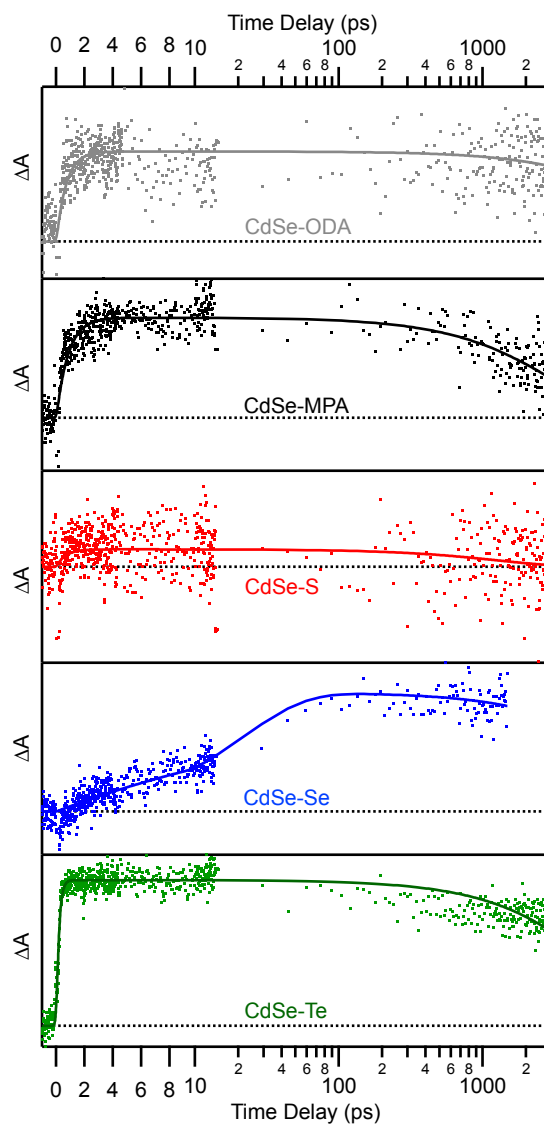 Time Delay (ps)
0 2 4 6 8 10 2 4 6 8 100 2 4 6 8 1000 2
ΔA
CdSe-ODA
ΔA
CdSe-MPA
ΔA
CdSe-S
ΔA
CdSe-Se
ΔA
CdSe-Te
0 2 4 6 8 10 2 4 6 8 100 2 4 6 8 1000 2
Time Delay (ps)